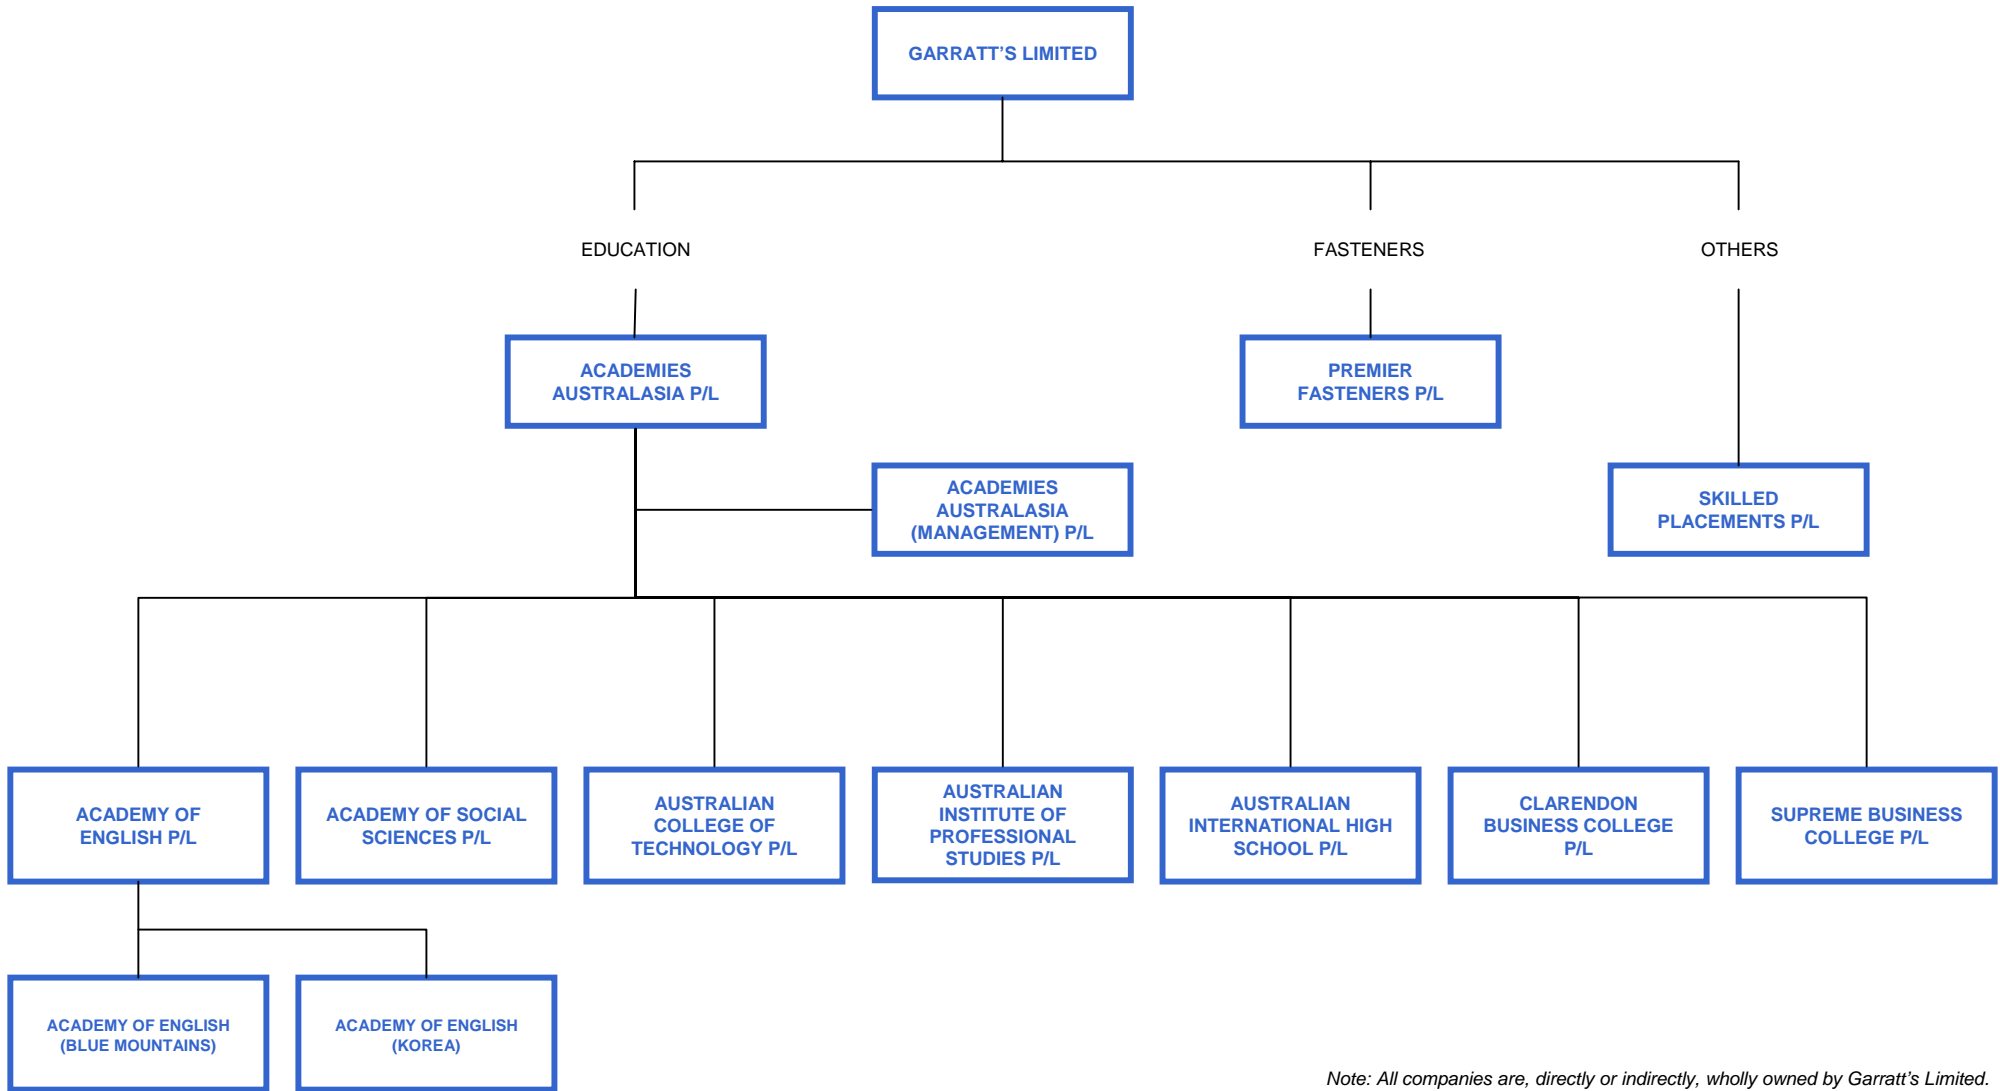 GARRATT’S LIMITED
EDUCATION
FASTENERS
OTHERS
ACADEMIES
AUSTRALASIA P/L
PREMIER
FASTENERS P/L
ACADEMIES
AUSTRALASIA
(MANAGEMENT) P/L
SKILLED
PLACEMENTS P/L
ACADEMY OF
ENGLISH P/L
ACADEMY OF SOCIAL
SCIENCES P/L
AUSTRALIAN
COLLEGE OF
TECHNOLOGY P/L
AUSTRALIAN
INSTITUTE OF
PROFESSIONAL
STUDIES P/L
AUSTRALIAN
INTERNATIONAL HIGH
SCHOOL P/L
CLARENDON
BUSINESS COLLEGE
P/L
SUPREME BUSINESS
COLLEGE P/L
ACADEMY OF ENGLISH
(BLUE MOUNTAINS)
ACADEMY OF ENGLISH
(KOREA)
Note: All companies are, directly or indirectly, wholly owned by Garratt’s Limited.